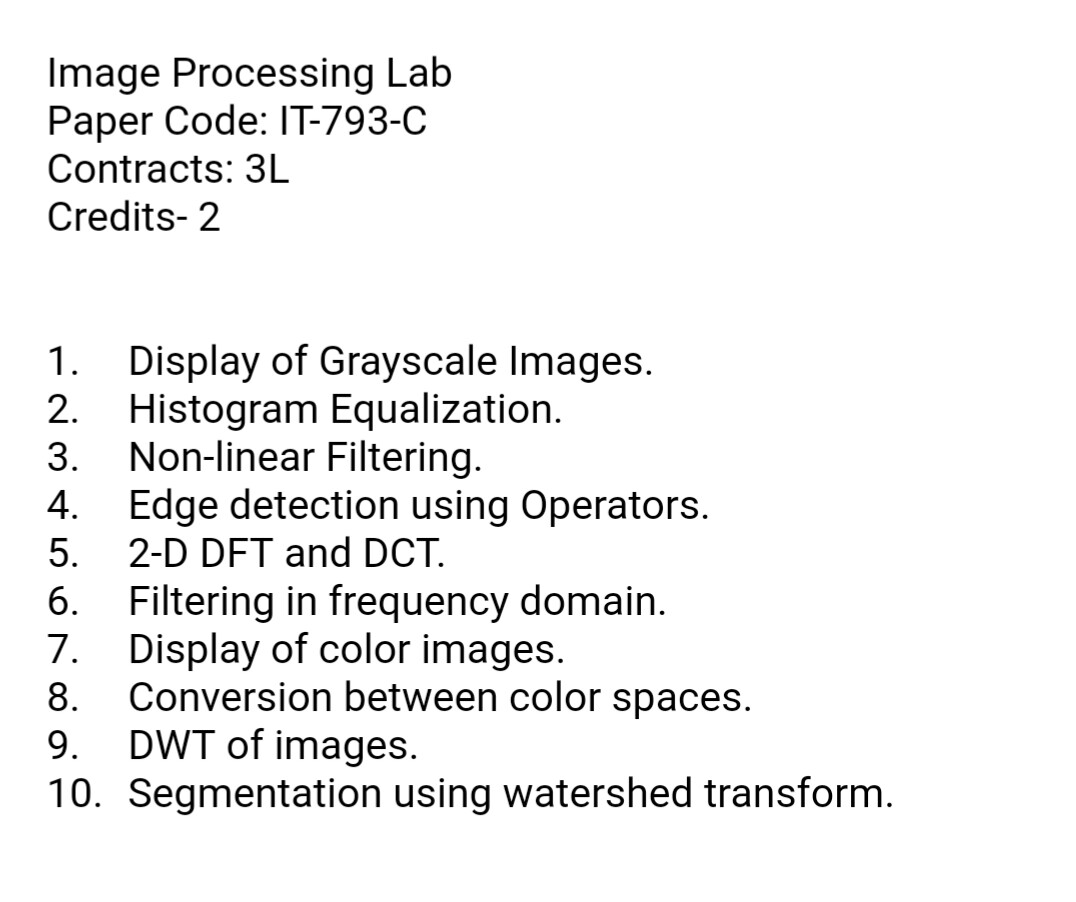 Image Processing Lab
Paper Code: IT-793-C
Contracts: 3L
Credits- 2
1. Display of Grayscale Images.
2. Histogram Equalization.
3. Non-linear Filtering.
4. Edge detection using Operators.
5. 2-D DFT and DCT.
6. Filtering in frequency domain.
7. Display of color images.
8. Conversion between color spaces.
9. DWT of images.
10. Segmentation using watershed transform.